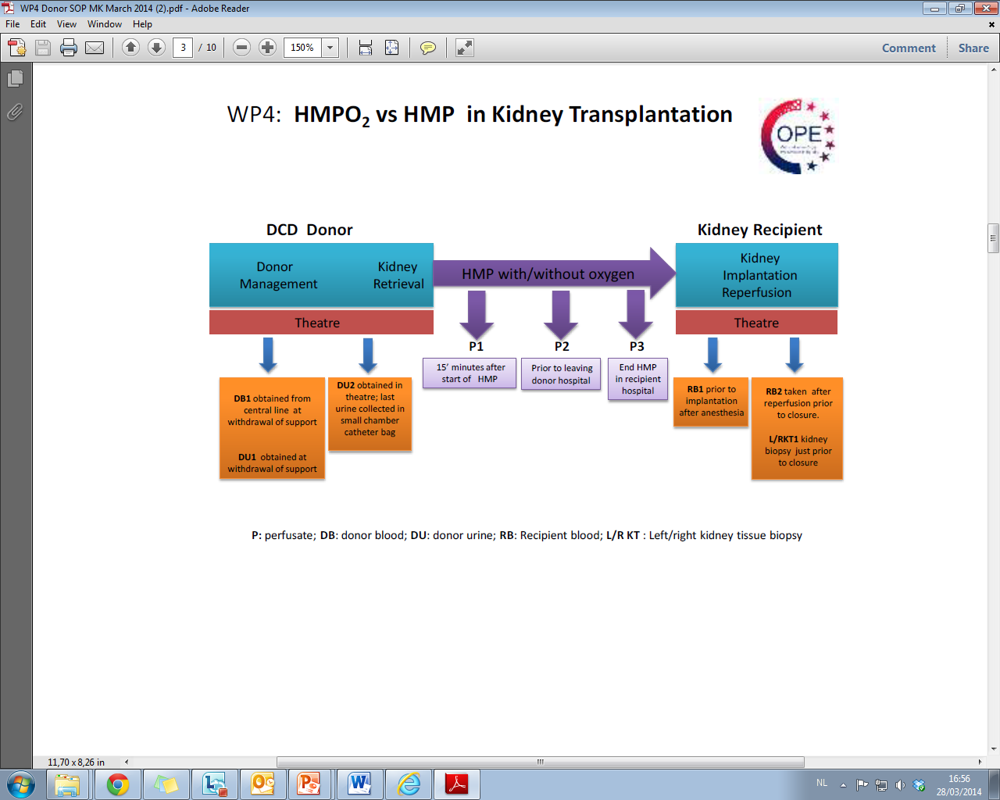 WP4 Donor SOP MK March 2014 (2).pdf - Adobe Reader
File Edit View Window Help
3 / 10 150% Comment Share
WP4: HMPO2 vs HMP in Kidney Transplantation
OPE
DCD Donor
Kidney Recipient
Donor
Management
Kidney
Retrieval
HMP with/without oxygen
Kidney
Implantation
Reperfusion
Theatre
Theatre
P1
P2
P3
15’ minutes after
start of HMP
Prior to leaving
donor hospital
End HMP
in recipient
hospital
DB1 obtained from
central line at
withdrawal of support
DU1 obtained at
withdrawal of support
DU2 obtained in
theatre; last
urine collected in
small chamber
catheter bag
RB1 prior to
implantation
after anesthesia
RB2 taken after
reperfusion prior
to closure.
L/RKT1 kidney
biopsy just prior
to closure
P: perfusate; DB: donor blood; DU: donor urine; RB: Recipient blood; L/R KT : Left/right kidney tissue biopsy
11,70 x 8,26 in
NL
16:56
28/03/2014